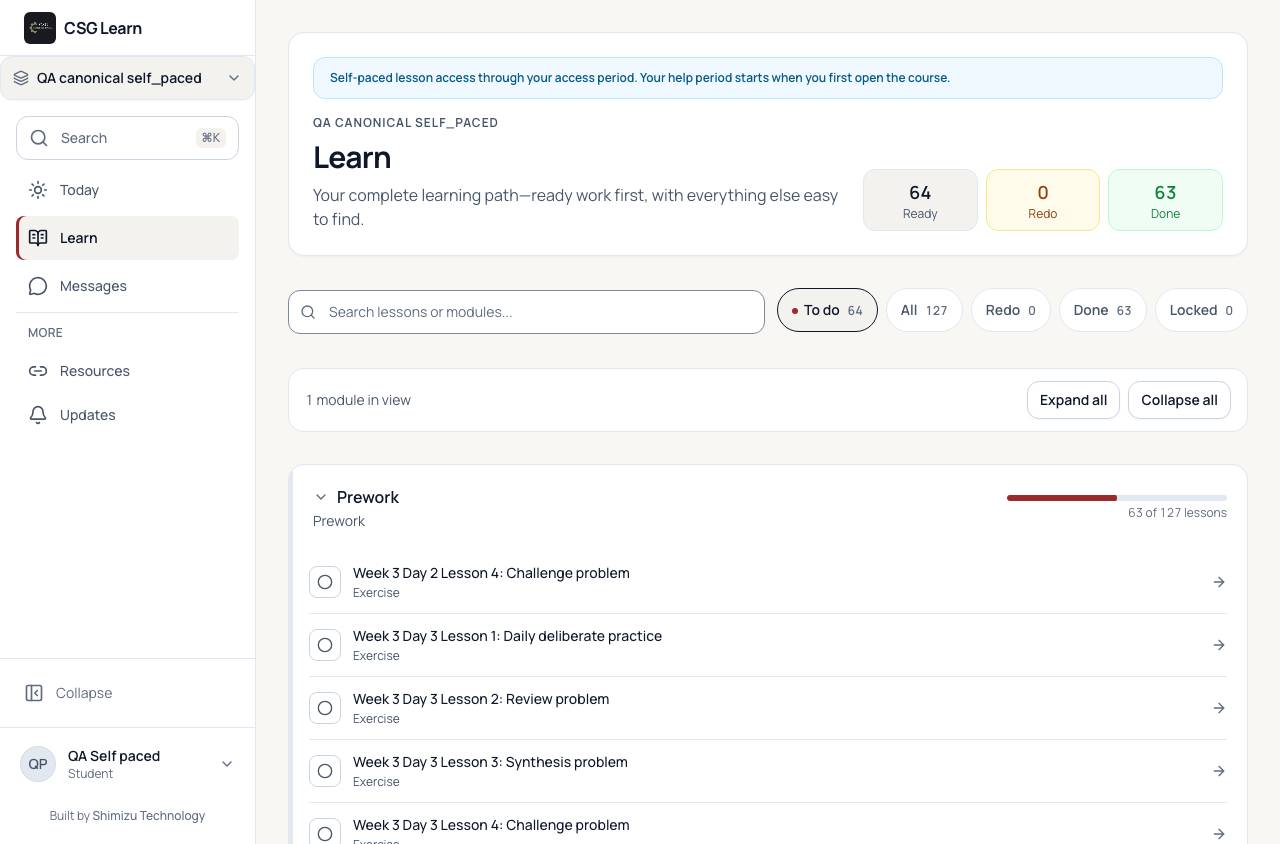 CSG Learn
QA canonical self_paced
Search ⌘K
Today
Learn
Messages
MORE
Resources
Updates
Collapse
QP
QA Self paced
Student
Built by Shimizu Technology
Self-paced lesson access through your access period. Your help period starts when you first open the course.
QA CANONICAL SELF_PACED
Learn
Your complete learning path—ready work first, with everything else easy
to find.
64
Ready
0
Redo
63
Done
Search lessons or modules...
To do 64
All 127
Redo 0
Done 63
Locked 0
1 module in view
Expand all
Collapse all
Prework
Prework
63 of 127 lessons
Week 3 Day 2 Lesson 4: Challenge problem
Exercise
Week 3 Day 3 Lesson 1: Daily deliberate practice
Exercise
Week 3 Day 3 Lesson 2: Review problem
Exercise
Week 3 Day 3 Lesson 3: Synthesis problem
Exercise
Week 3 Day 3 Lesson 4: Challenge problem
Exercise